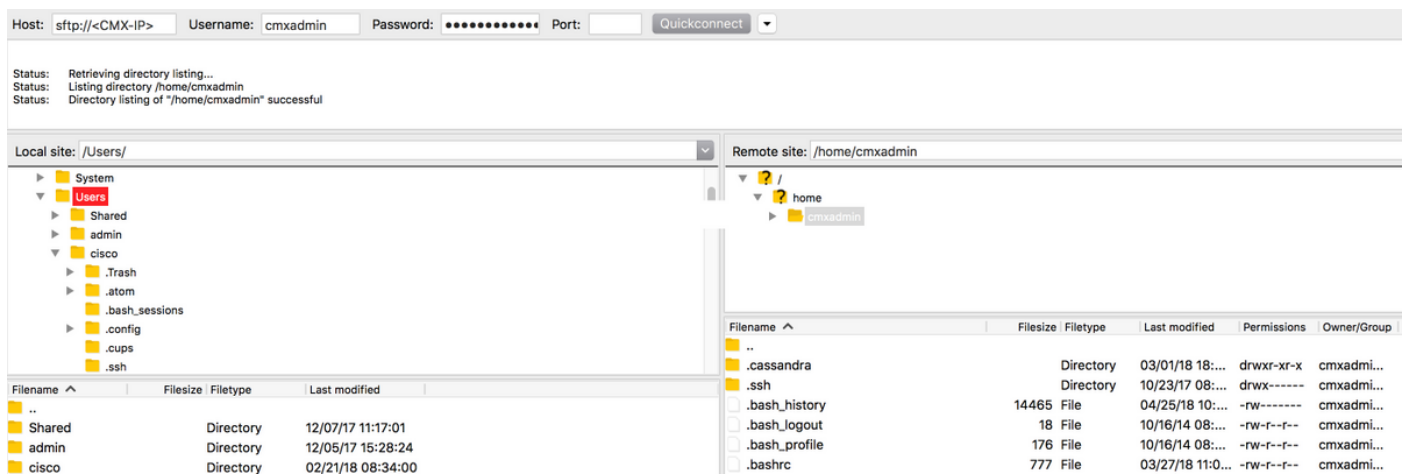 Host: sftp://<CMX-IP> Username: cmxadmin Password: ●●●●●●●●●●●●● Port: Quickconnect
Status: Retrieving directory listing...
Status: Listing directory /home/cmxadmin
Status: Directory listing of "/home/cmxadmin" successful
Local site: /Users/
System
Users
Shared
admin
cisco
.Trash
.atom
.bash_sessions
.config
.cups
.ssh
Filename Filesize Filetype Last modified
..
Shared Directory 12/07/17 11:17:01
admin Directory 12/05/17 15:28:24
cisco Directory 02/21/18 08:34:00
Remote site: /home/cmxadmin
? /
? home
cmxadmin
Filename Filesize Filetype Last modified Permissions Owner/Group
..
.cassandra Directory 03/01/18 18:... drwxr-xr-x cmxadmi...
.ssh Directory 10/23/17 08:... drwx------ cmxadmi...
.bash_history 14465 File 04/25/18 10:... -rw------- cmxadmi...
.bash_logout 18 File 10/16/14 08:... -rw-r--r-- cmxadmi...
.bash_profile 176 File 10/16/14 08:... -rw-r--r-- cmxadmi...
.bashrc 777 File 03/27/18 11:0... -rw-r--r-- cmxadmi...